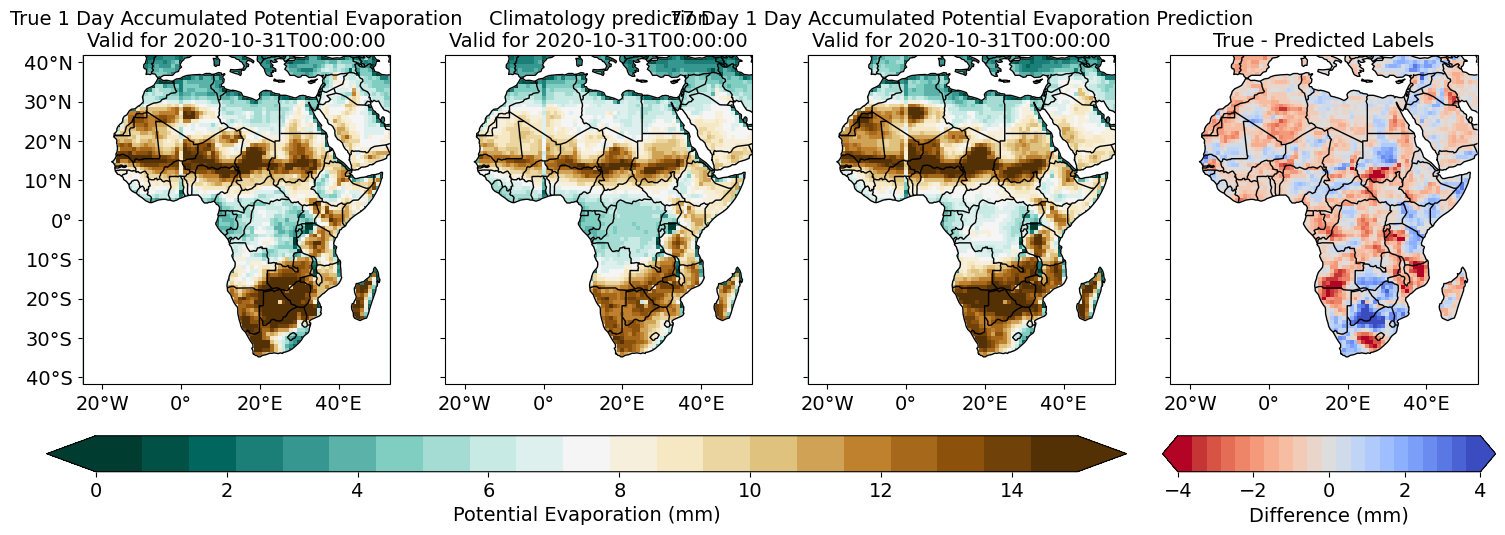 True 1 Day Accumulated Potential Evaporation
Valid for 2020-10-31T00:00:00
Climatology prediction
Valid for 2020-10-31T00:00:00
77 Day 1 Day Accumulated Potential Evaporation Prediction
Valid for 2020-10-31T00:00:00
True - Predicted Labels
40°N
30°N
20°N
10°N
0°
10°S
20°S
30°S
40°S
20°W 0° 20°E 40°E
20°W 0° 20°E 40°E
20°W 0° 20°E 40°E
20°W 0° 20°E 40°E
0 2 4 6 8 10 12 14
Potential Evaporation (mm)
−4 −2 0 2 4
Difference (mm)